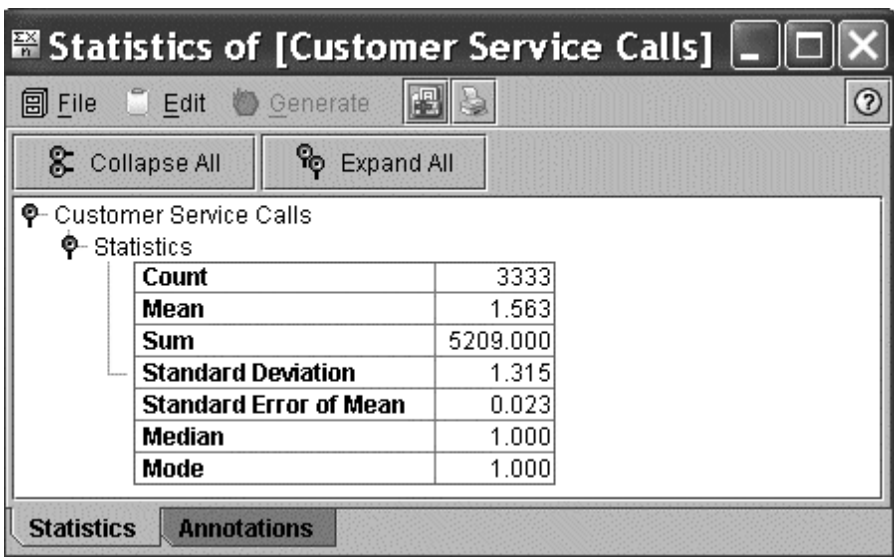 Statistics of [Customer Service Calls]
File Edit Generate
Collapse All Expand All
Customer Service Calls
Statistics
Count 3333
Mean 1.563
Sum 5209.000
Standard Deviation 1.315
Standard Error of Mean 0.023
Median 1.000
Mode 1.000
Statistics Annotations